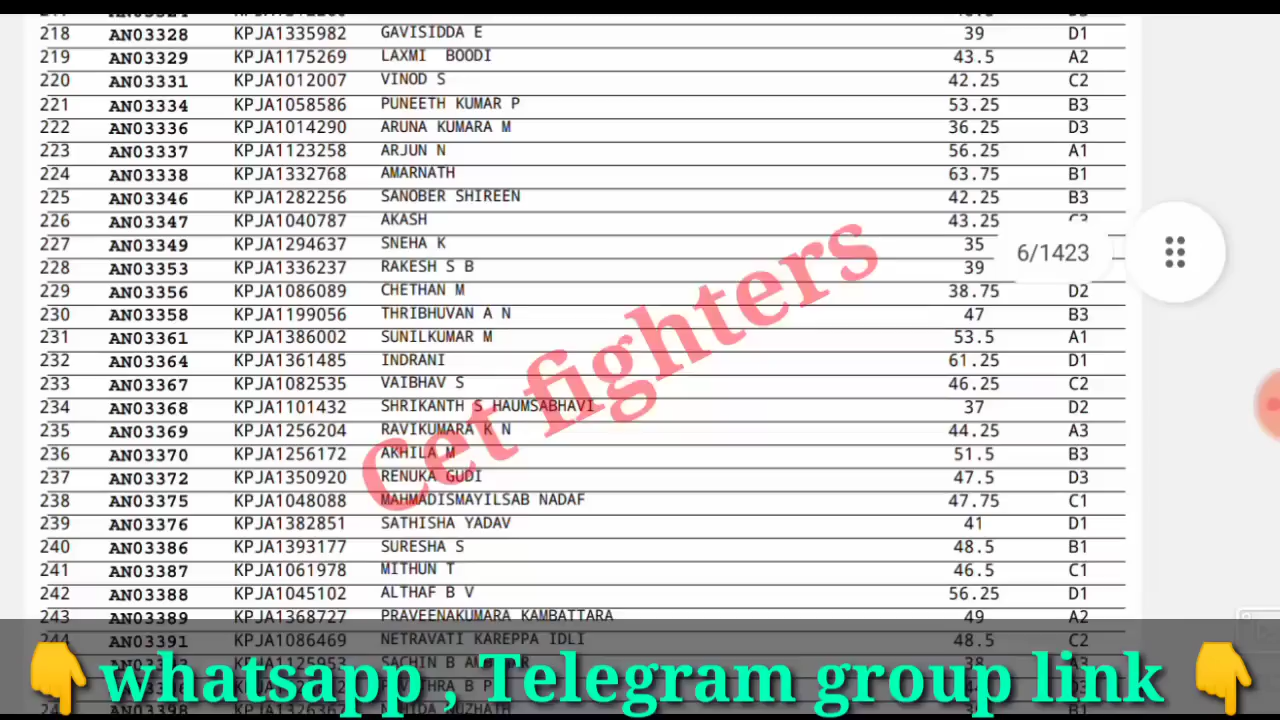 218 AN03328 KPJA1335982 GAVISIDDA E 39 D1
219 AN03329 KPJA1175269 LAXMI BOODI 43.5 A2
220 AN03331 KPJA1012007 VINOD S 42.25 C2
221 AN03334 KPJA1058586 PUNEETH KUMAR P 53.25 B3
222 AN03336 KPJA1014290 ARUNA KUMARA M 36.25 D3
223 AN03337 KPJA1123258 ARJUN N 56.25 A1
224 AN03338 KPJA1332768 AMARNATH 63.75 B1
225 AN03346 KPJA1282256 SANOBER SHIREEN 42.25 B3
226 AN03347 KPJA1040787 AKASH 43.25
227 AN03349 KPJA1294637 SNEHA K 35
6/1423
228 AN03353 KPJA1336237 RAKESH S B 39
229 AN03356 KPJA1086089 CHETHAN M 38.75 D2
230 AN03358 KPJA1199056 THRIBHUVAN A N 47 B3
231 AN03361 KPJA1386002 SUNILKUMAR M 53.5 A1
232 AN03364 KPJA1361485 INDRANI 61.25 D1
233 AN03367 KPJA1082535 VAIBHAV S 46.25 C2
234 AN03368 KPJA1101432 SHRIKANTH S HAUMSABHAVI 37 D2
235 AN03369 KPJA1256204 RAVIKUMARA K N 44.25 A3
236 AN03370 KPJA1256172 AKHILA M 51.5 B3
237 AN03372 KPJA1350920 RENUKA GUDI 47.5 D3
238 AN03375 KPJA1048088 MAHMADISMAYILSAB NADAF 47.75 C1
239 AN03376 KPJA1382851 SATHISHA YADAV 41 D1
240 AN03386 KPJA1393177 SURESHA S 48.5 B1
241 AN03387 KPJA1061978 MITHUN T 46.5 C1
242 AN03388 KPJA1045102 ALTHAF B V 56.25 D1
243 AN03389 KPJA1368727 PRAVEENAKUMARA KAMBATTARA 49 A2
244 AN03391 KPJA1086469 NETRAVATI KAREPPA IDLI 48.5 C2
KPJA1125953 SACHIN B 38 A3
Cet fighters
whatsapp , Telegram group link